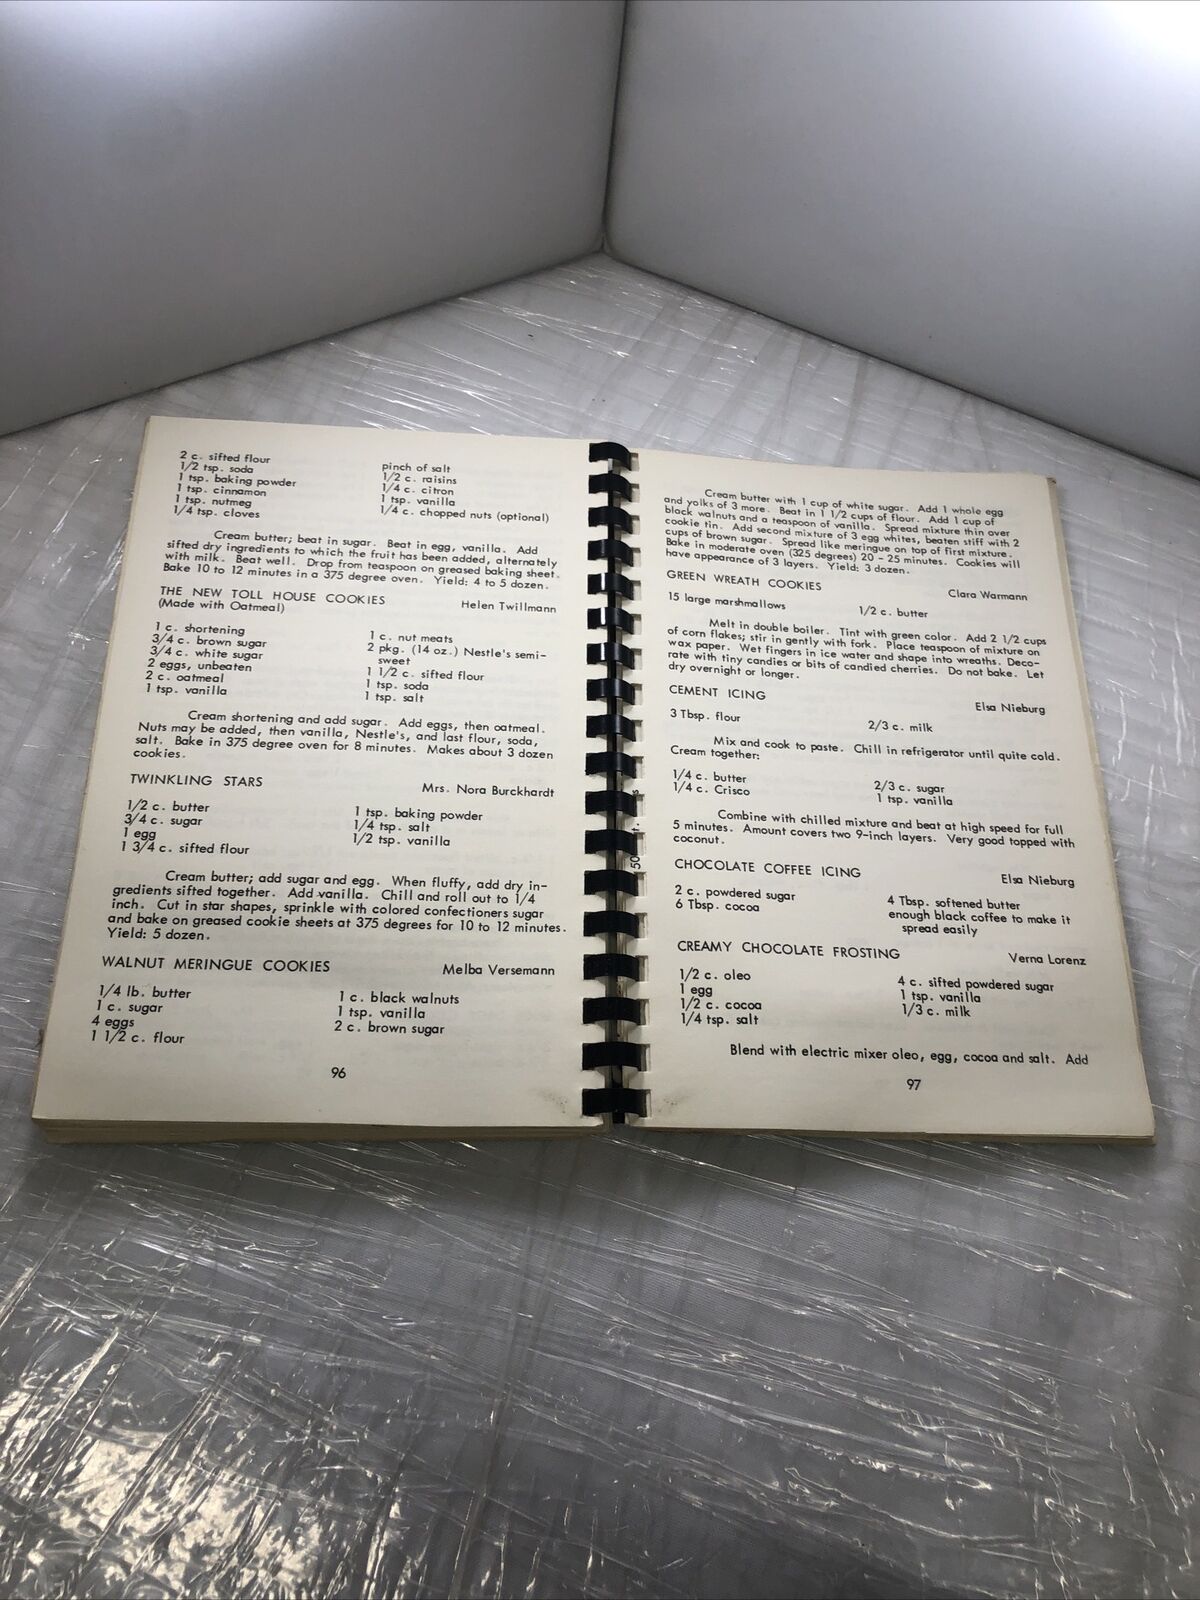 2 c. sifted flour
1/2 tsp. soda
1 tsp. baking powder
1 tsp. cinnamon
1 tsp. nutmeg
1/4 tsp. cloves
pinch of salt
1/2 c. raisins
1/4 c. citron
1 tsp. vanilla
1/4 c. chopped nuts (optional)
Cream butter; beat in sugar. Beat in egg, vanilla. Add
sifted dry ingredients to which the fruit has been added, alternately
with milk. Beat well. Drop from teaspoon on greased baking sheet.
Bake 10 to 12 minutes in a 375 degree oven. Yield: 4 to 5 dozen.
THE NEW TOLL HOUSE COOKIES
Helen Twillmann
(Made with Oatmeal)
1 c. shortening
3/4 c. brown sugar
3/4 c. white sugar
2 eggs, unbeaten
2 c. oatmeal
1 tsp. vanilla
1 c. nut meats
2 pkg. (14 oz.) Nestle's semi-
sweet
1 1/2 c. sifted flour
1 tsp. soda
1 tsp. salt
Cream shortening and add sugar. Add eggs, then oatmeal.
Nuts may be added, then vanilla, Nestle's, and last flour, soda,
salt. Bake in 375 degree oven for 8 minutes. Makes about 3 dozen
cookies.
TWINKLING STARS
Mrs. Nora Burckhardt
1/2 c. butter
3/4 c. sugar
1 egg
1 3/4 c. sifted flour
1 tsp. baking powder
1/4 tsp. salt
1/2 tsp. vanilla
Cream butter; add sugar and egg. When fluffy, add dry in-
gredients sifted together. Add vanilla. Chill and roll out to 1/4
inch. Cut in star shapes, sprinkle with colored confectioners sugar
and bake on greased cookie sheets at 375 degrees for 10 to 12 minutes.
Yield: 5 dozen.
WALNUT MERINGUE COOKIES
Melba Versemann
1/4 lb. butter
1 c. sugar
4 eggs
1 1/2 c. flour
1 c. black walnuts
1 tsp. vanilla
2 c. brown sugar
96
Cream butter with 1 cup of white sugar. Add 1 whole egg
and yolks of 3 more. Beat in 1 1/2 cups of flour. Add 1 cup of
black walnuts and a teaspoon of vanilla. Spread mixture thin over
cookie tin. Add second mixture of 3 egg whites, beaten stiff with 2
cups of brown sugar. Spread like meringue on top of first mixture.
Bake in moderate oven (325 degrees) 20 - 25 minutes. Cookies will
have appearance of 3 layers. Yield: 3 dozen.
GREEN WREATH COOKIES
Clara Warmann
15 large marshmallows
1/2 c. butter
Melt in double boiler. Tint with green color. Add 2 1/2 cups
of corn flakes; stir in gently with fork. Place teaspoon of mixture on
wax paper. Wet fingers in ice water and shape into wreaths. Deco-
rate with tiny candies or bits of candied cherries. Do not bake. Let
dry overnight or longer.
CEMENT ICING
Elsa Nieburg
3 Tbsp. flour
2/3 c. milk
Mix and cook to paste. Chill in refrigerator until quite cold.
Cream together:
1/4 c. butter
1/4 c. Crisco
2/3 c. sugar
1 tsp. vanilla
Combine with chilled mixture and beat at high speed for full
5 minutes. Amount covers two 9-inch layers. Very good topped with
coconut.
CHOCOLATE COFFEE ICING
Elsa Nieburg
2 c. powdered sugar
6 Tbsp. cocoa
4 Tbsp. softened butter
enough black coffee to make it
spread easily
CREAMY CHOCOLATE FROSTING
Verna Lorenz
1/2 c. oleo
1 egg
1/2 c. cocoa
1/4 tsp. salt
4 c. sifted powdered sugar
1 tsp. vanilla
1/3 c. milk
Blend with electric mixer oleo, egg, cocoa and salt. Add
97